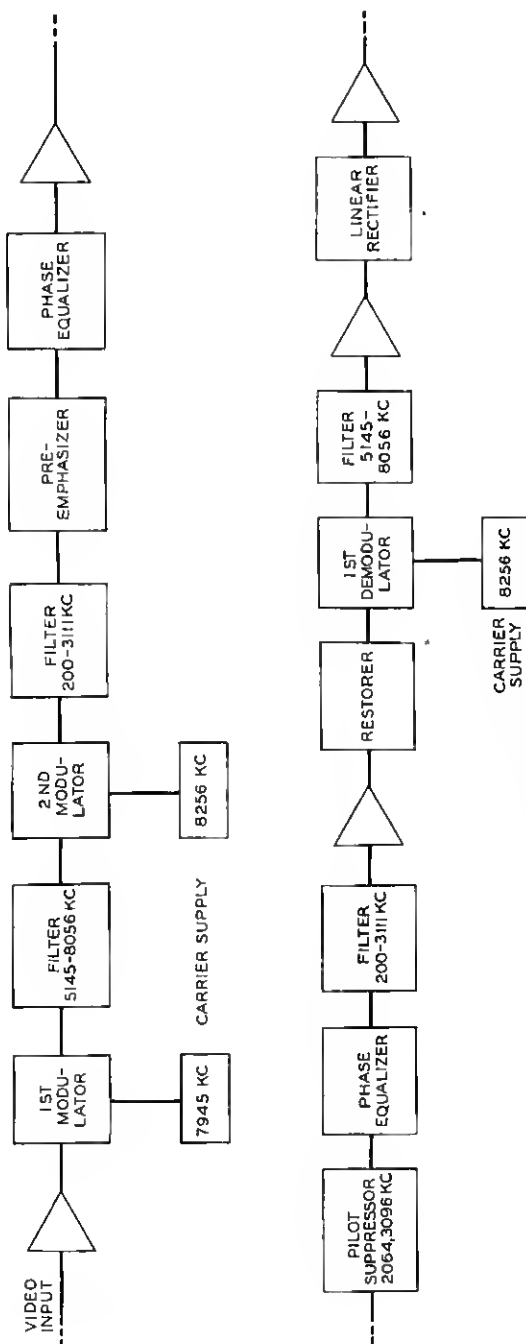 VIDEO
INPUT
1ST
MODU-
LATOR
7945 KC
FILTER
5145-8056 KC
CARRIER SUPPLY
2ND
MODU-
LATOR
8256 KC
FILTER
200-3111 KC
PRE-
EMPHASIZER
PHASE
EQUALIZER
PILOT
SUPPRESSOR
2064,3096 KC
PHASE
EQUALIZER
FILTER
200-3111 KC
RESTORER
1ST
DEMODU-
LATOR
CARRIER
SUPPLY
8256 KC
FILTER
5145-
8056 KC
LINEAR
RECTIFIER